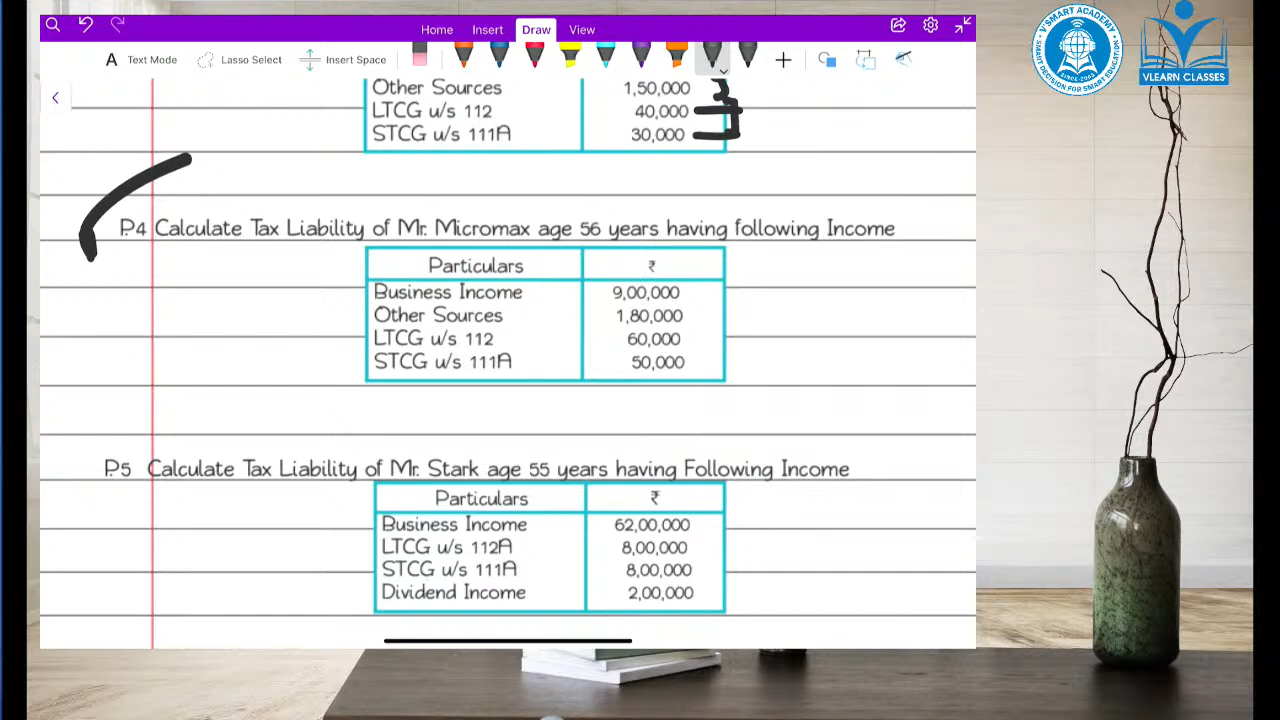 Home Insert Draw View
A Text Mode Lasso Select Insert Space
Other Sources 1,50,000
LTCG u/s 112 40,000
STCG u/s 111A 30,000
P.4 Calculate Tax Liability of Mr. Micromax age 56 years having following Income
Particulars ₹
Business Income 9,00,000
Other Sources 1,80,000
LTCG u/s 112 60,000
STCG u/s 111A 50,000
P.5 Calculate Tax Liability of Mr. Stark age 55 years having Following Income
Particulars ₹
Business Income 62,00,000
LTCG u/s 112A 8,00,000
STCG u/s 111A 8,00,000
Dividend Income 2,00,000
V'SMART ACADEMY
SMART DECISION FOR SMART EDUCATION
SINCE-2003
VLEARN CLASSES